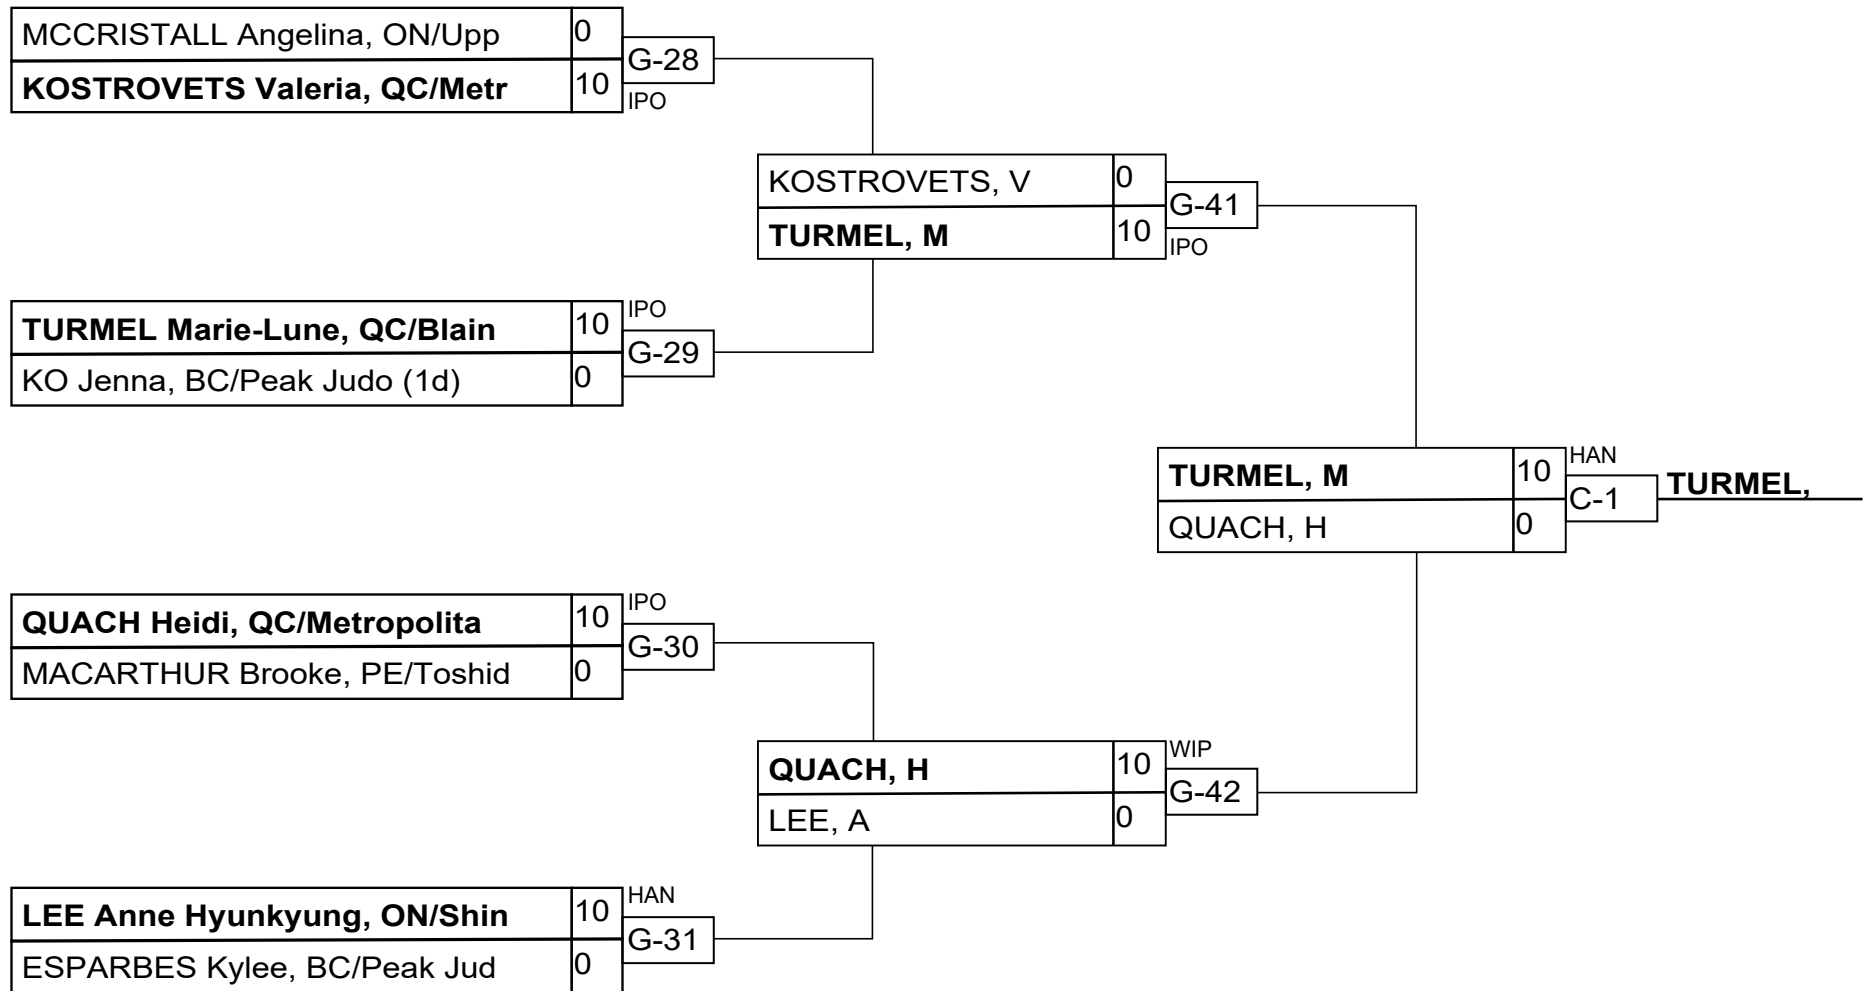 MCCRISTALL Angelina, ON/Upp 0
G-28
KOSTROVETS Valeria, QC/Metr 10
IPO
KOSTROVETS, V 0
G-41
TURMEL, M 10
IPO
IPO
TURMEL Marie-Lune, QC/Blain 10
G-29
KO Jenna, BC/Peak Judo (1d) 0
HAN
TURMEL, M 10
C-1
TURMEL,
QUACH, H 0
IPO
QUACH Heidi, QC/Metropolita 10
G-30
MACARTHUR Brooke, PE/Toshid 0
WIP
QUACH, H 10
G-42
LEE, A 0
HAN
LEE Anne Hyunkyung, ON/Shin 10
G-31
ESPARBES Kylee, BC/Peak Jud 0